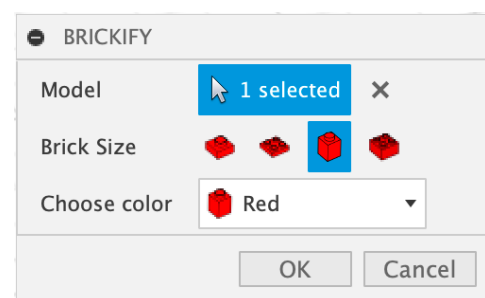 BRICKIFY
Model 1 selected
Brick Size
Choose color Red
OK Cancel